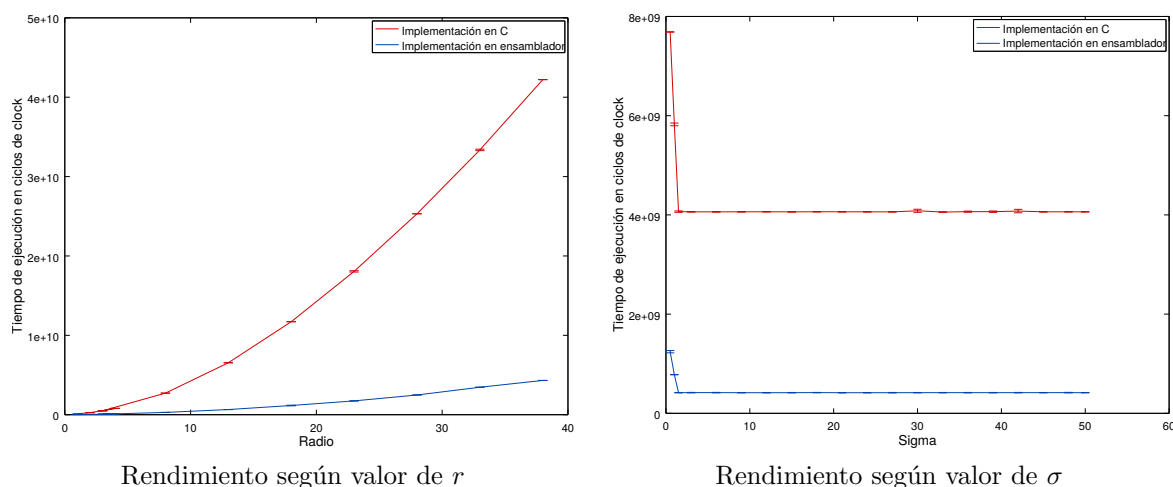 5e+10
4e+10
3e+10
2e+10
1e+10
0
Tiempo de ejecución en ciclos de clock
Implementación en C
Implementación en ensamblador
0 10 20 30 40
Radio
Rendimiento según valor de r
8e+09
6e+09
4e+09
2e+09
0
Tiempo de ejecución en ciclos de clock
Implementación en C
Implementación en ensamblador
0 10 20 30 40 50 60
Sigma
Rendimiento según valor de σ